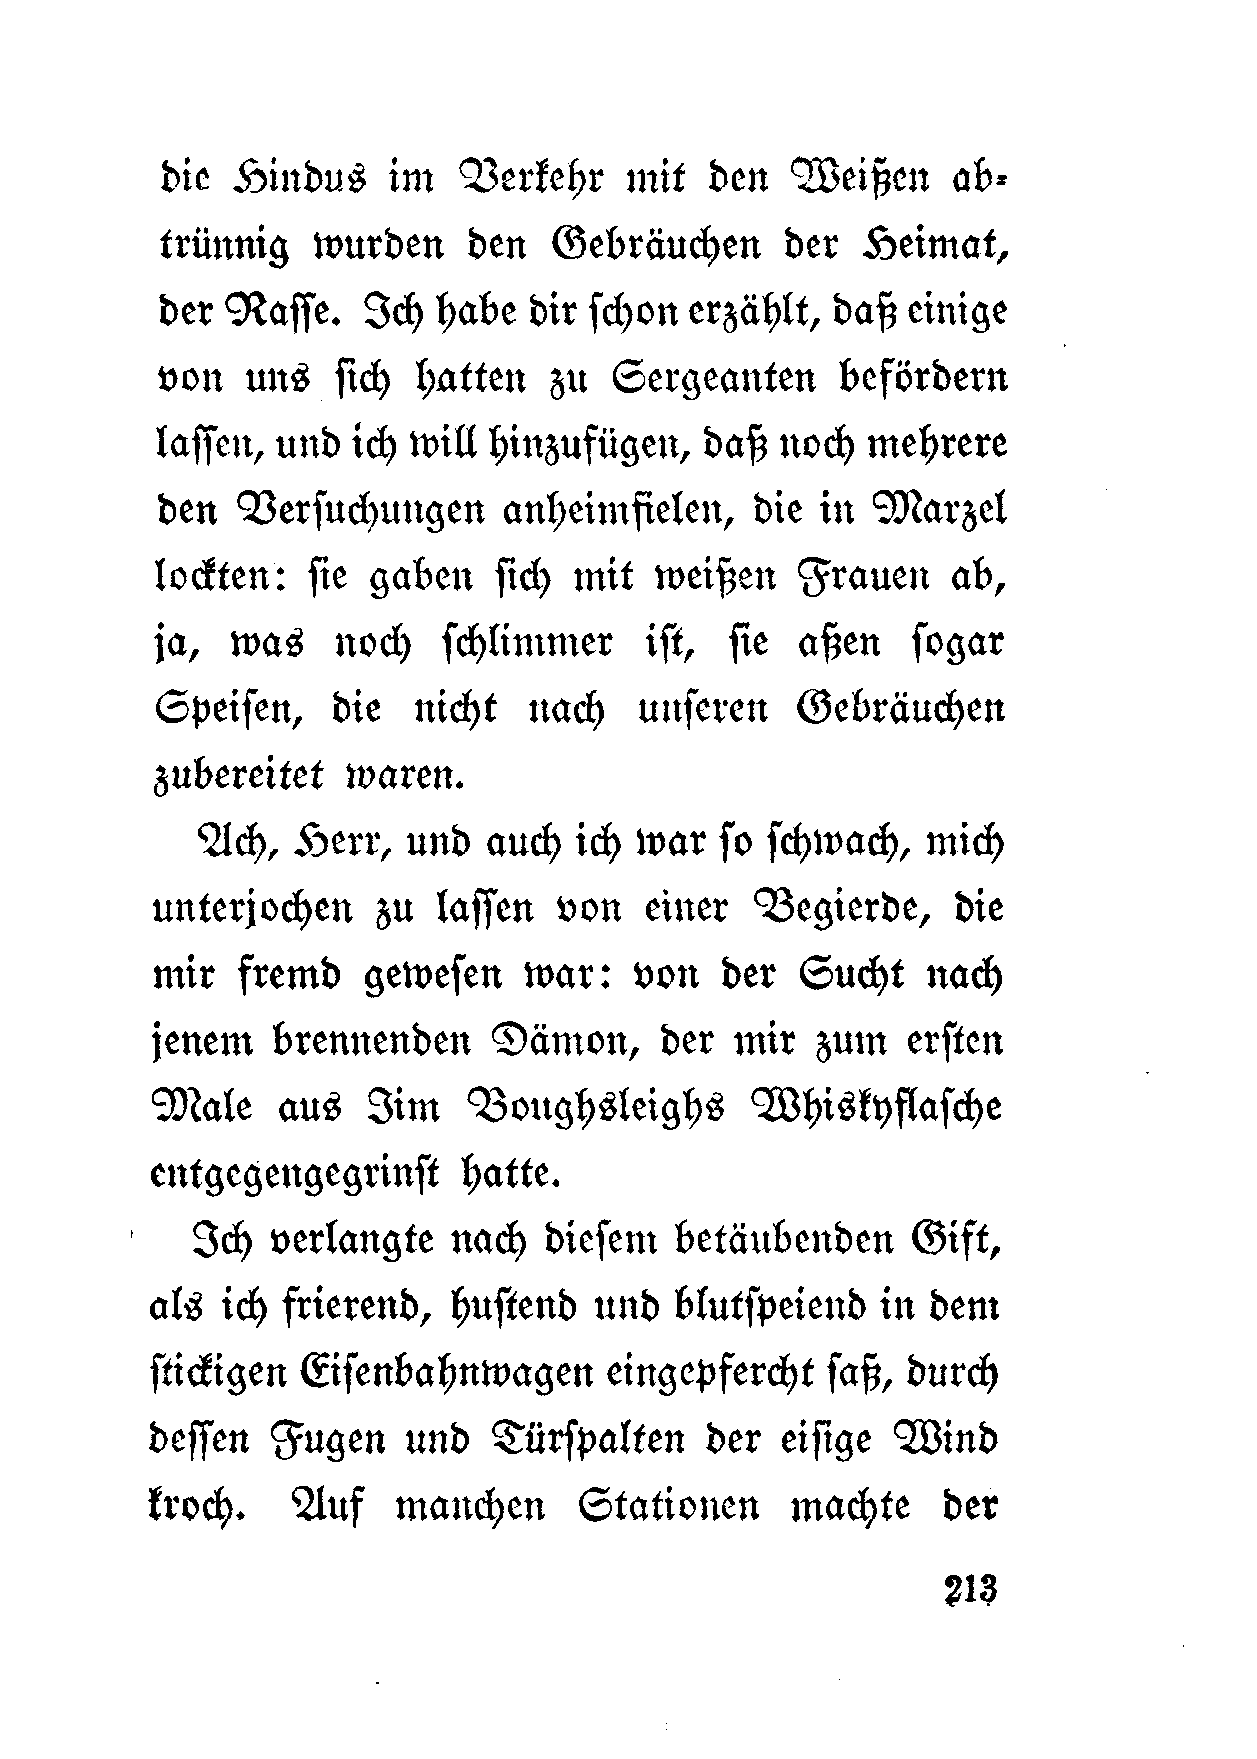 die Hindus im Verkehr mit den Weißen ab-
trünnig wurden den Gebräuchen der Heimat,
der Rasse. Ich habe dir schon erzählt, daß einige
von uns sich hatten zu Sergeanten befördern
lassen, und ich will hinzufügen, daß noch mehrere
den Versuchungen anheimfielen, die in Marzel
lockten: sie gaben sich mit weißen Frauen ab,
ja, was noch schlimmer ist, sie aßen sogar
Speisen, die nicht nach unseren Gebräuchen
zubereitet waren.
Ach, Herr, und auch ich war so schwach, mich
unterjochen zu lassen von einer Begierde, die
mir fremd gewesen war: von der Sucht nach
jenem brennenden Dämon, der mir zum ersten
Male aus Jim Boughsleighs Whiskyflasche
entgegengegrinst hatte.
Ich verlangte nach diesem betäubenden Gift,
als ich frierend, hustend und blutspeiend in dem
stickigen Eisenbahnwagen eingepfercht saß, durch
dessen Fugen und Türspalten der eisige Wind
kroch. Auf manchen Stationen machte der
213